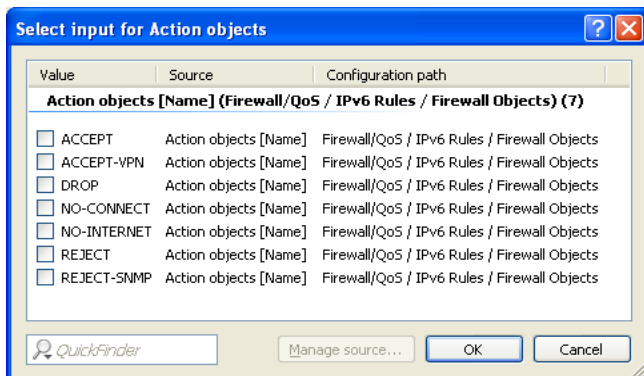 Select input for Action objects
Value Source Configuration path
Action objects [Name] (Firewall/QoS / IPv6 Rules / Firewall Objects) (7)
ACCEPT Action objects [Name] Firewall/QoS / IPv6 Rules / Firewall Objects
ACCEPT-VPN Action objects [Name] Firewall/QoS / IPv6 Rules / Firewall Objects
DROP Action objects [Name] Firewall/QoS / IPv6 Rules / Firewall Objects
NO-CONNECT Action objects [Name] Firewall/QoS / IPv6 Rules / Firewall Objects
NO-INTERNET Action objects [Name] Firewall/QoS / IPv6 Rules / Firewall Objects
REJECT Action objects [Name] Firewall/QoS / IPv6 Rules / Firewall Objects
REJECT-SNMP Action objects [Name] Firewall/QoS / IPv6 Rules / Firewall Objects
QuickFinder Manage source... OK Cancel